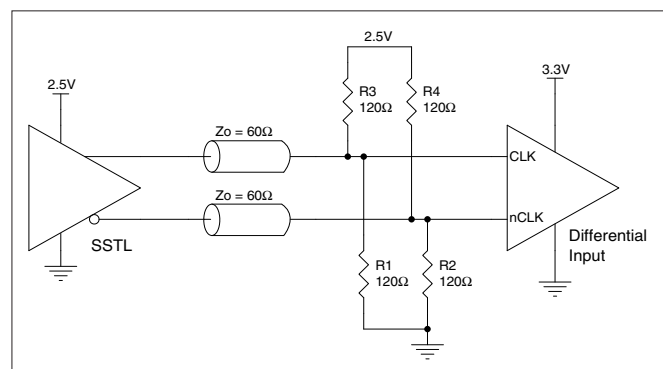 2.5V
2.5V
3.3V
R3
120Ω
R4
120Ω
Zo = 60Ω
CLK
Zo = 60Ω
nCLK
SSTL
Differential
Input
R1
120Ω
R2
120Ω